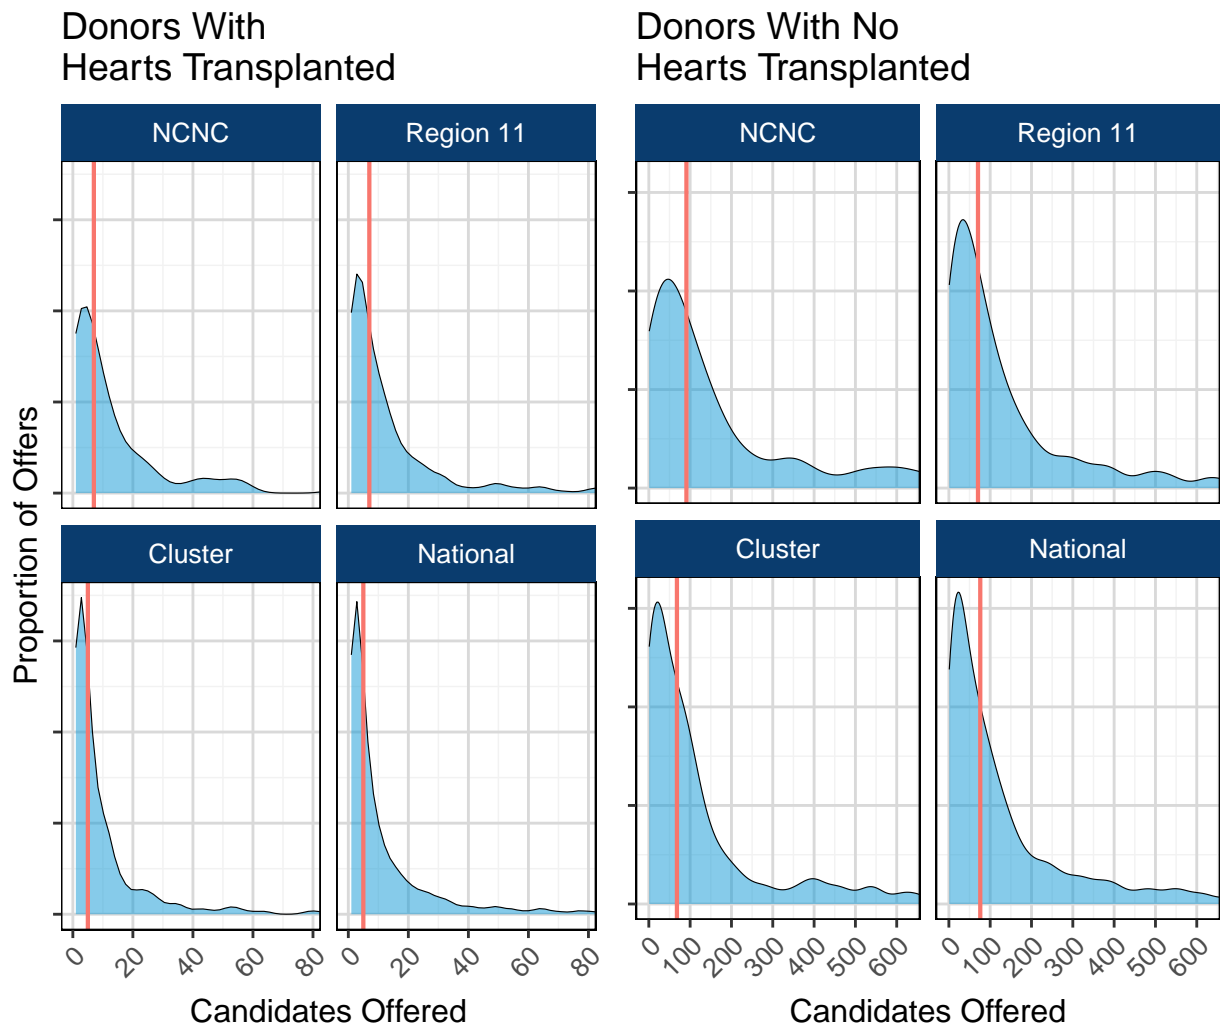 Donors With
Hearts Transplanted
Donors With No
Hearts Transplanted
NCNC
Region 11
NCNC
Region 11
Cluster
National
Cluster
National
Proportion of Offers
0 20 40 60 80
0 20 40 60 80
0 100 200 300 400 500 600
0 100 200 300 400 500 600
Candidates Offered
Candidates Offered